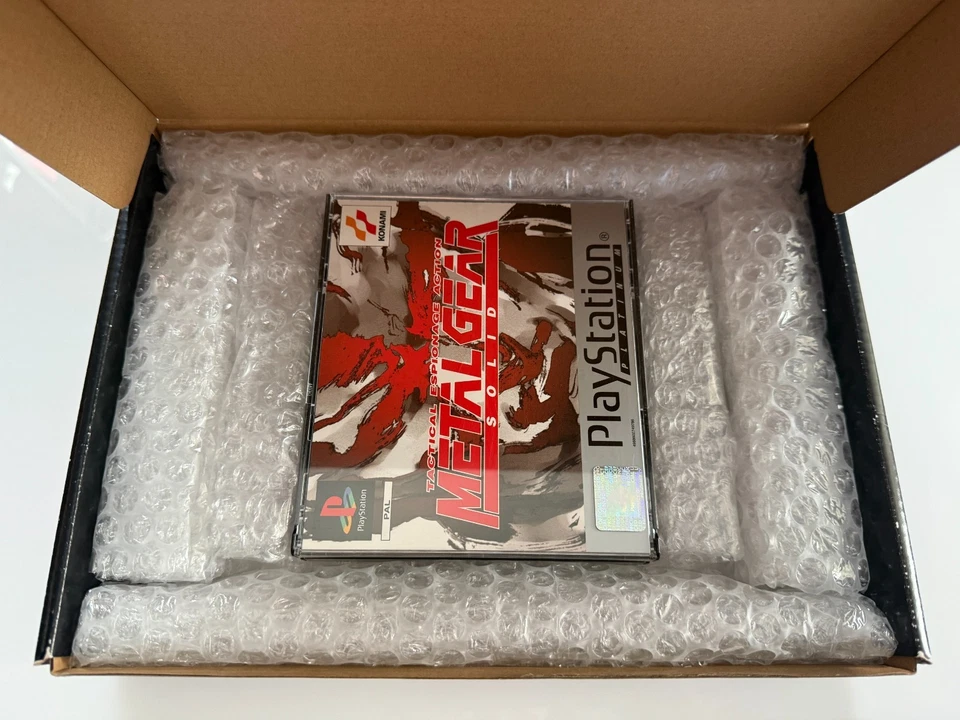 KONAMI
TACTICAL ESPIONAGE ACTION
METAL GEAR
SOLID
PlayStation
PAL
PlayStation®
PLATINUM